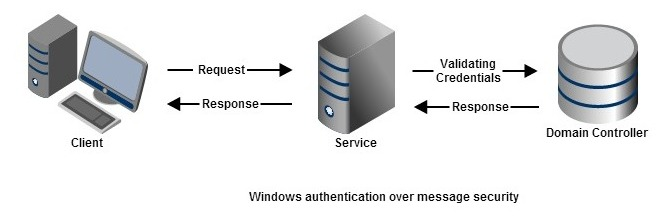 Request
Validating
Credentials
Response
Response
Client
Service
Domain Controller
Windows authentication over message security